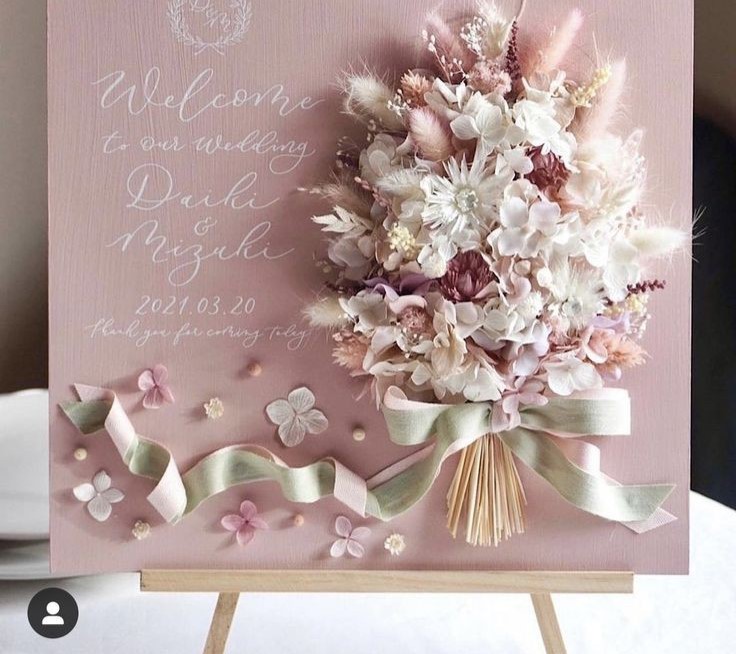 D&M
Welcome
to our wedding
Daiki
&
Mizuki
2021.03.20
Thank you for coming today.